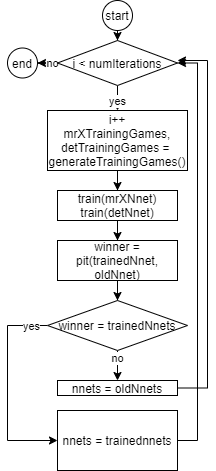 start
end
no
i < numIterations
yes
i++
mrXTrainingGames,
detTrainingGames =
generateTrainingGames()
train(mrXNnet)
train(detNnet)
winner =
pit(trainedNnet,
oldNnet)
yes
winner = trainedNnets
no
nnets = oldNnets
nnets = trainednnets